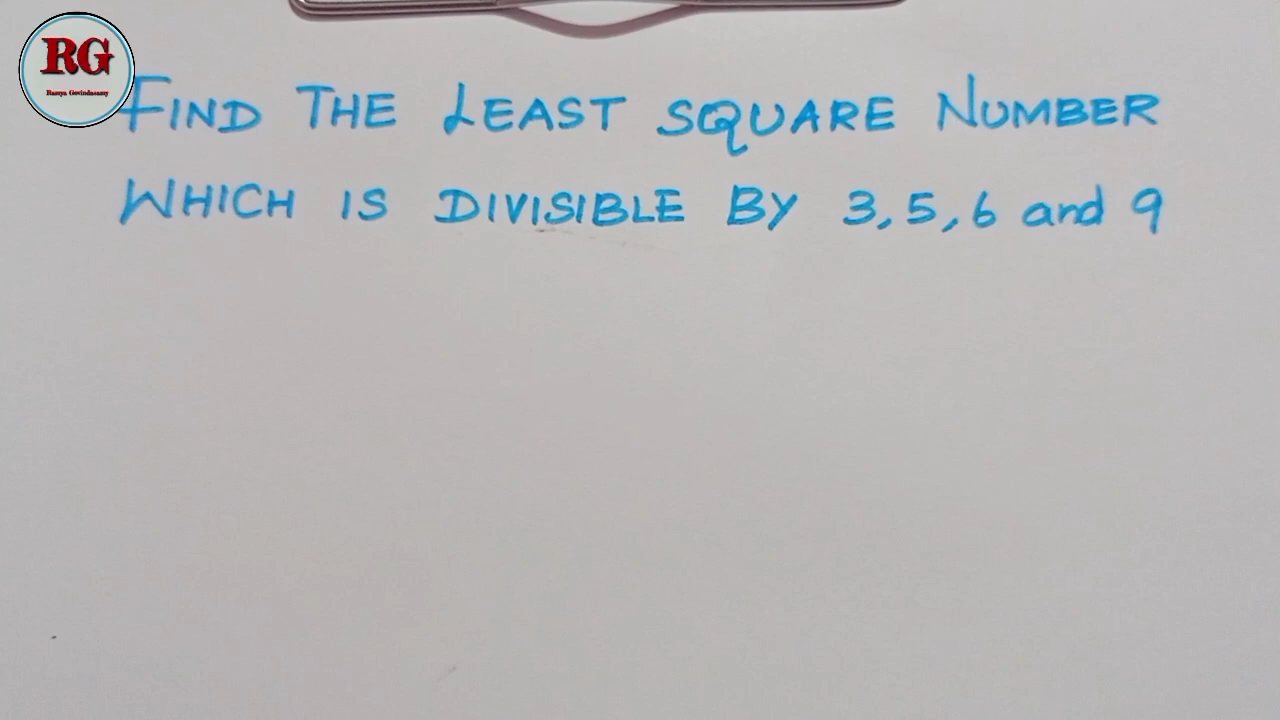 RG
Ramya Govindasamy
FIND THE LEAST SQUARE NUMBER
WHICH IS DIVISIBLE BY 3, 5, 6 and 9